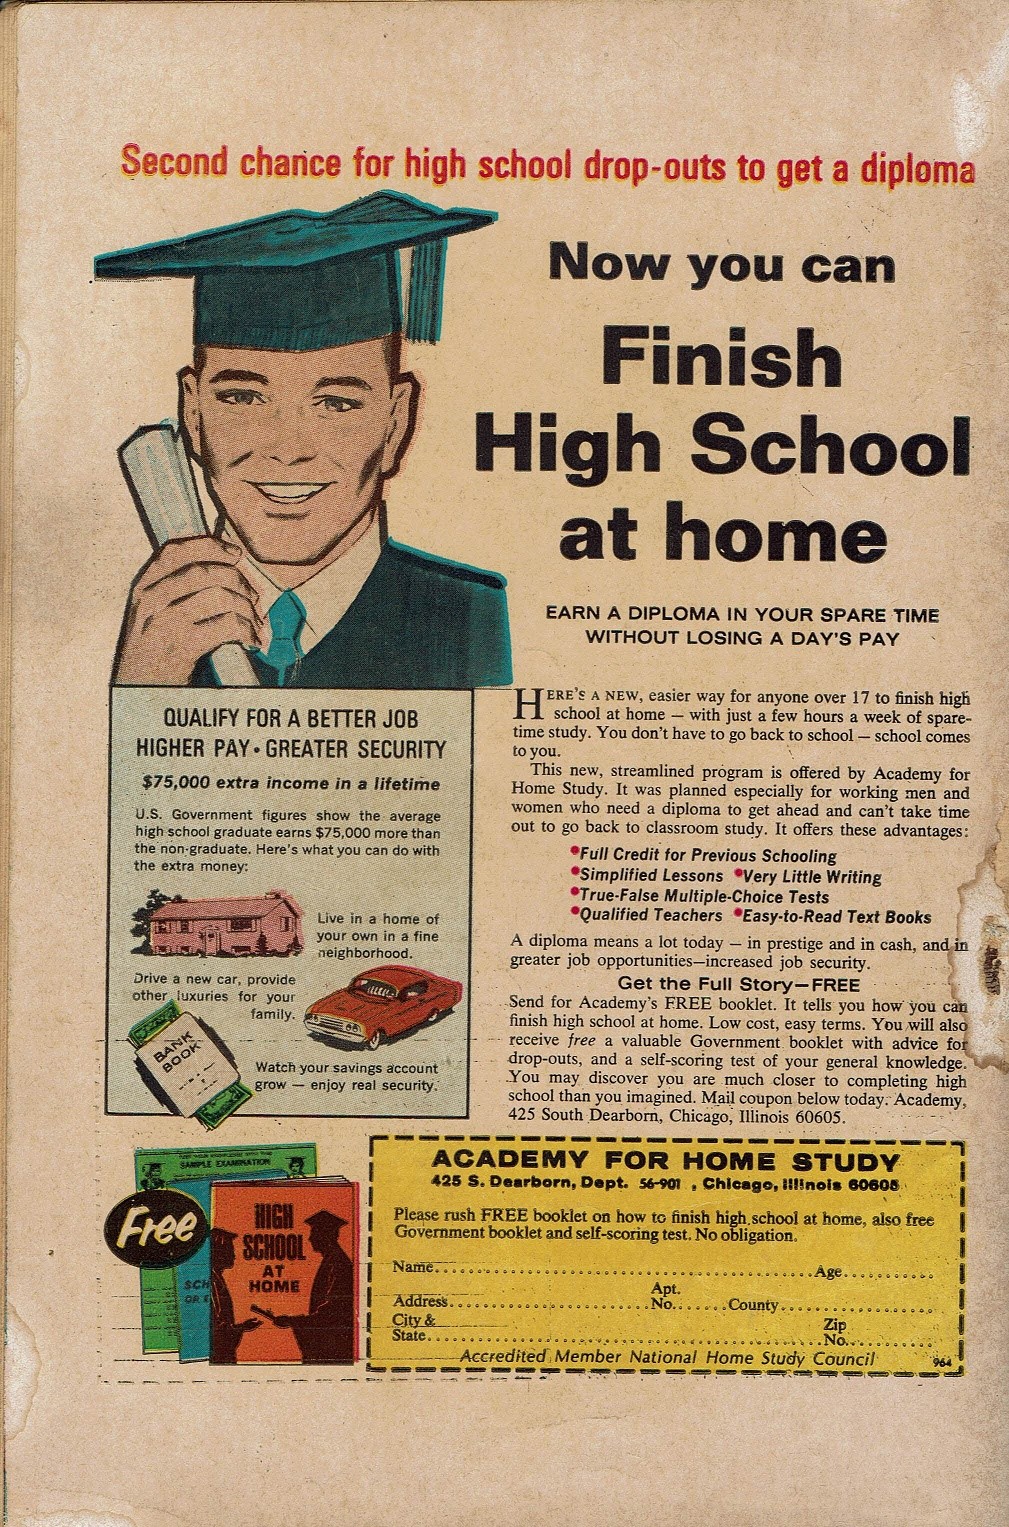 Second chance for high school drop-outs to get a diploma
Now you can
Finish
High School
at home
EARN A DIPLOMA IN YOUR SPARE TIME
WITHOUT LOSING A DAY'S PAY
QUALIFY FOR A BETTER JOB
HIGHER PAY • GREATER SECURITY
$75,000 extra income in a lifetime
U.S. Government figures show the average
high school graduate earns $75,000 more than
the non-graduate. Here's what you can do with
the extra money:
Live in a home of
your own in a fine
neighborhood.
Drive a new car, provide
other luxuries for your
family.
BANK
BOOK
Watch your savings account
grow — enjoy real security.
HERE'S A NEW, easier way for anyone over 17 to finish high
school at home — with just a few hours a week of spare-
time study. You don't have to go back to school — school comes
to you.
This new, streamlined program is offered by Academy for
Home Study. It was planned especially for working men and
women who need a diploma to get ahead and can't take time
out to go back to classroom study. It offers these advantages:
•Full Credit for Previous Schooling
•Simplified Lessons •Very Little Writing
•True-False Multiple-Choice Tests
•Qualified Teachers •Easy-to-Read Text Books
A diploma means a lot today — in prestige and in cash, and in
greater job opportunities—increased job security.
Get the Full Story—FREE
Send for Academy's FREE booklet. It tells you how you can
finish high school at home. Low cost, easy terms. You will also
receive free a valuable Government booklet with advice for
drop-outs, and a self-scoring test of your general knowledge.
You may discover you are much closer to completing high
school than you imagined. Mail coupon below today. Academy,
425 South Dearborn, Chicago, Illinois 60605.
SAMPLE EXAMINATION
Free
SCH
OR
HIGH
SCHOOL
AT
HOME
ACADEMY FOR HOME STUDY
425 S. Dearborn, Dept. 56-901 , Chicago, Illinois 60605
Please rush FREE booklet on how to finish high school at home, also free
Government booklet and self-scoring test. No obligation.
Name Age
Apt.
Address No. County
City & Zip
State No.
Accredited Member National Home Study Council 964